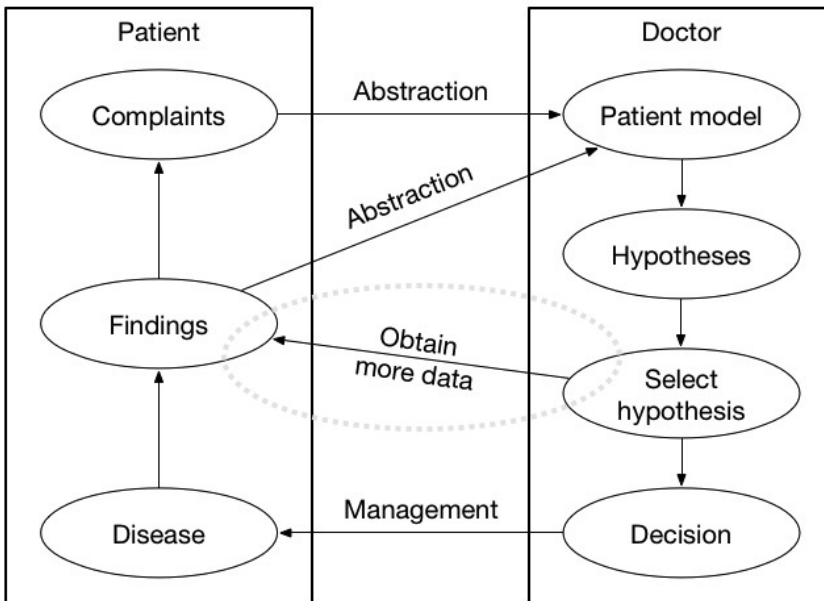 Patient
Doctor
Complaints
Abstraction
Patient model
Abstraction
Hypotheses
Findings
Obtain
more data
Select
hypothesis
Disease
Management
Decision